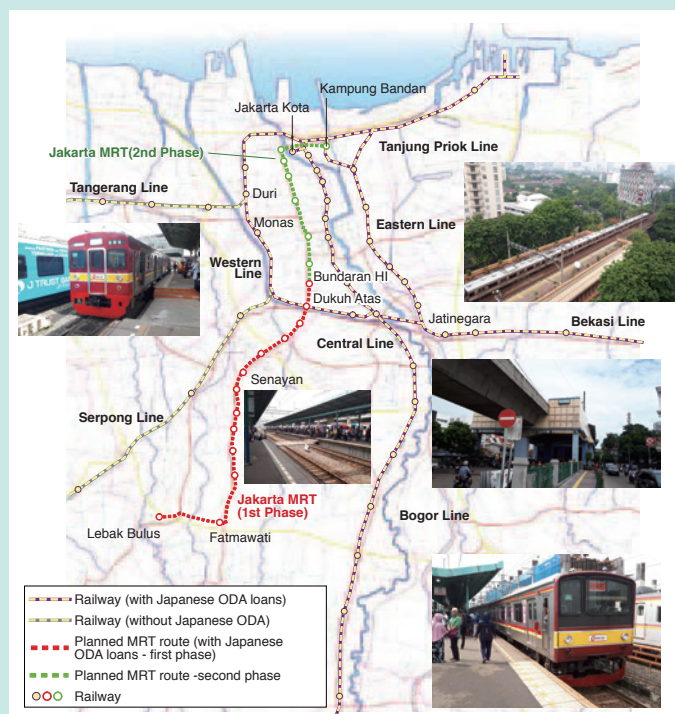 Kampung Bandan
Jakarta Kota
Jakarta MRT(2nd Phase)
Tanjung Priok Line
Tangerang Line
Duri
Monas
Eastern Line
Western
Line
Bundaran HI
Dukuh Atas
Jatinegara
Bekasi Line
Central Line
Senayan
Serpong Line
Jakarta MRT
(1st Phase)
Bogor Line
Lebak Bulus
Fatmawati
J TRUST BANK
Railway (with Japanese ODA loans)
Railway (without Japanese ODA)
Planned MRT route (with Japanese
ODA loans - first phase)
Planned MRT route -second phase
Railway